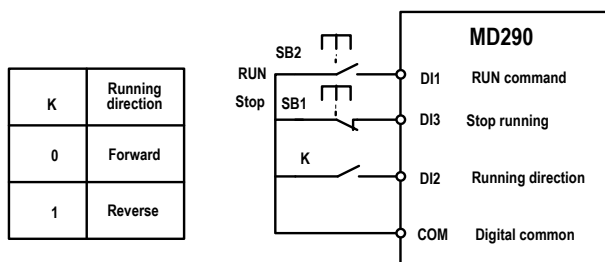 K Running direction
0 Forward
1 Reverse
MD290
SB2
RUN
DI1 RUN command
Stop SB1
DI3 Stop running
K
DI2 Running direction
COM Digital common